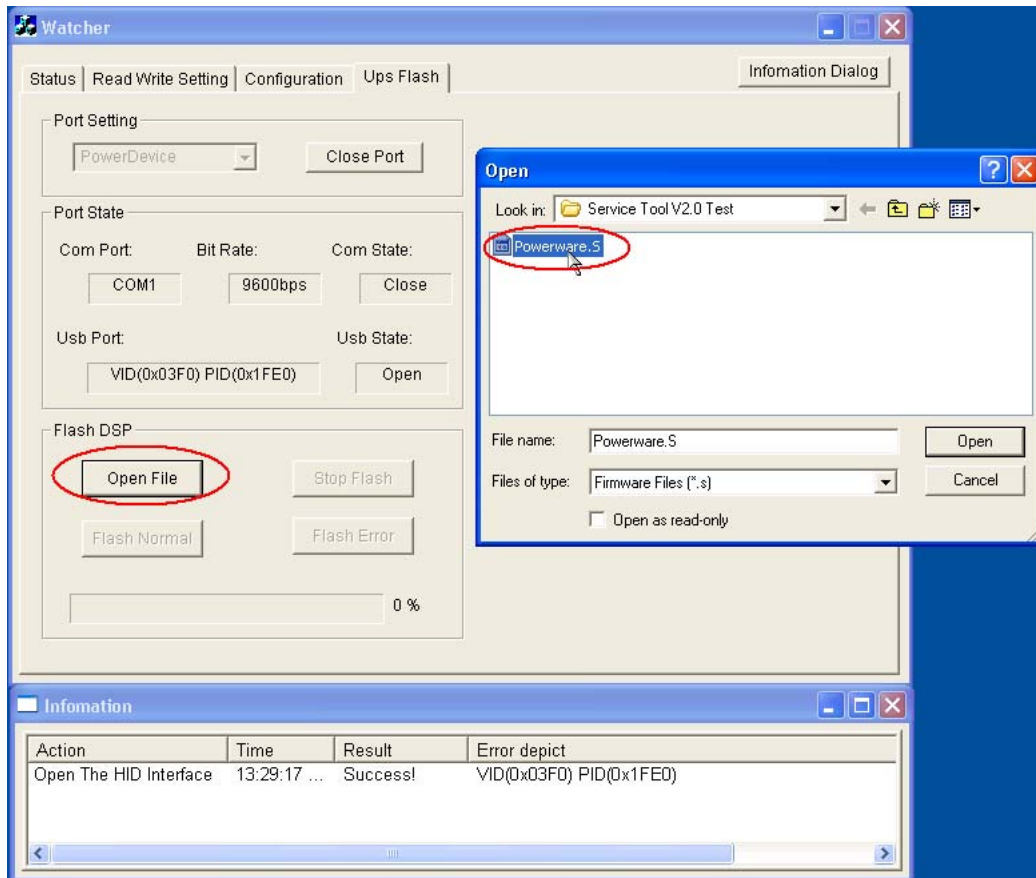 Watcher
Status Read Write Setting Configuration Ups Flash Infomation Dialog
Port Setting
PowerDevice Close Port
Port State
Com Port: Bit Rate: Com State:
COM1 9600bps Close
Usb Port: Usb State:
VID(0x03F0) PID(0x1FE0) Open
Flash DSP
Open File Stop Flash
Flash Normal Flash Error
0 %
Open
Look in: Service Tool V2.0 Test
Powerware.S
File name: Powerware.S Open
Files of type: Firmware Files (*.s) Cancel
Open as read-only
Infomation
Action Time Result Error depict
Open The HID Interface 13:29:17 ... Success! VID(0x03F0) PID(0x1FE0)